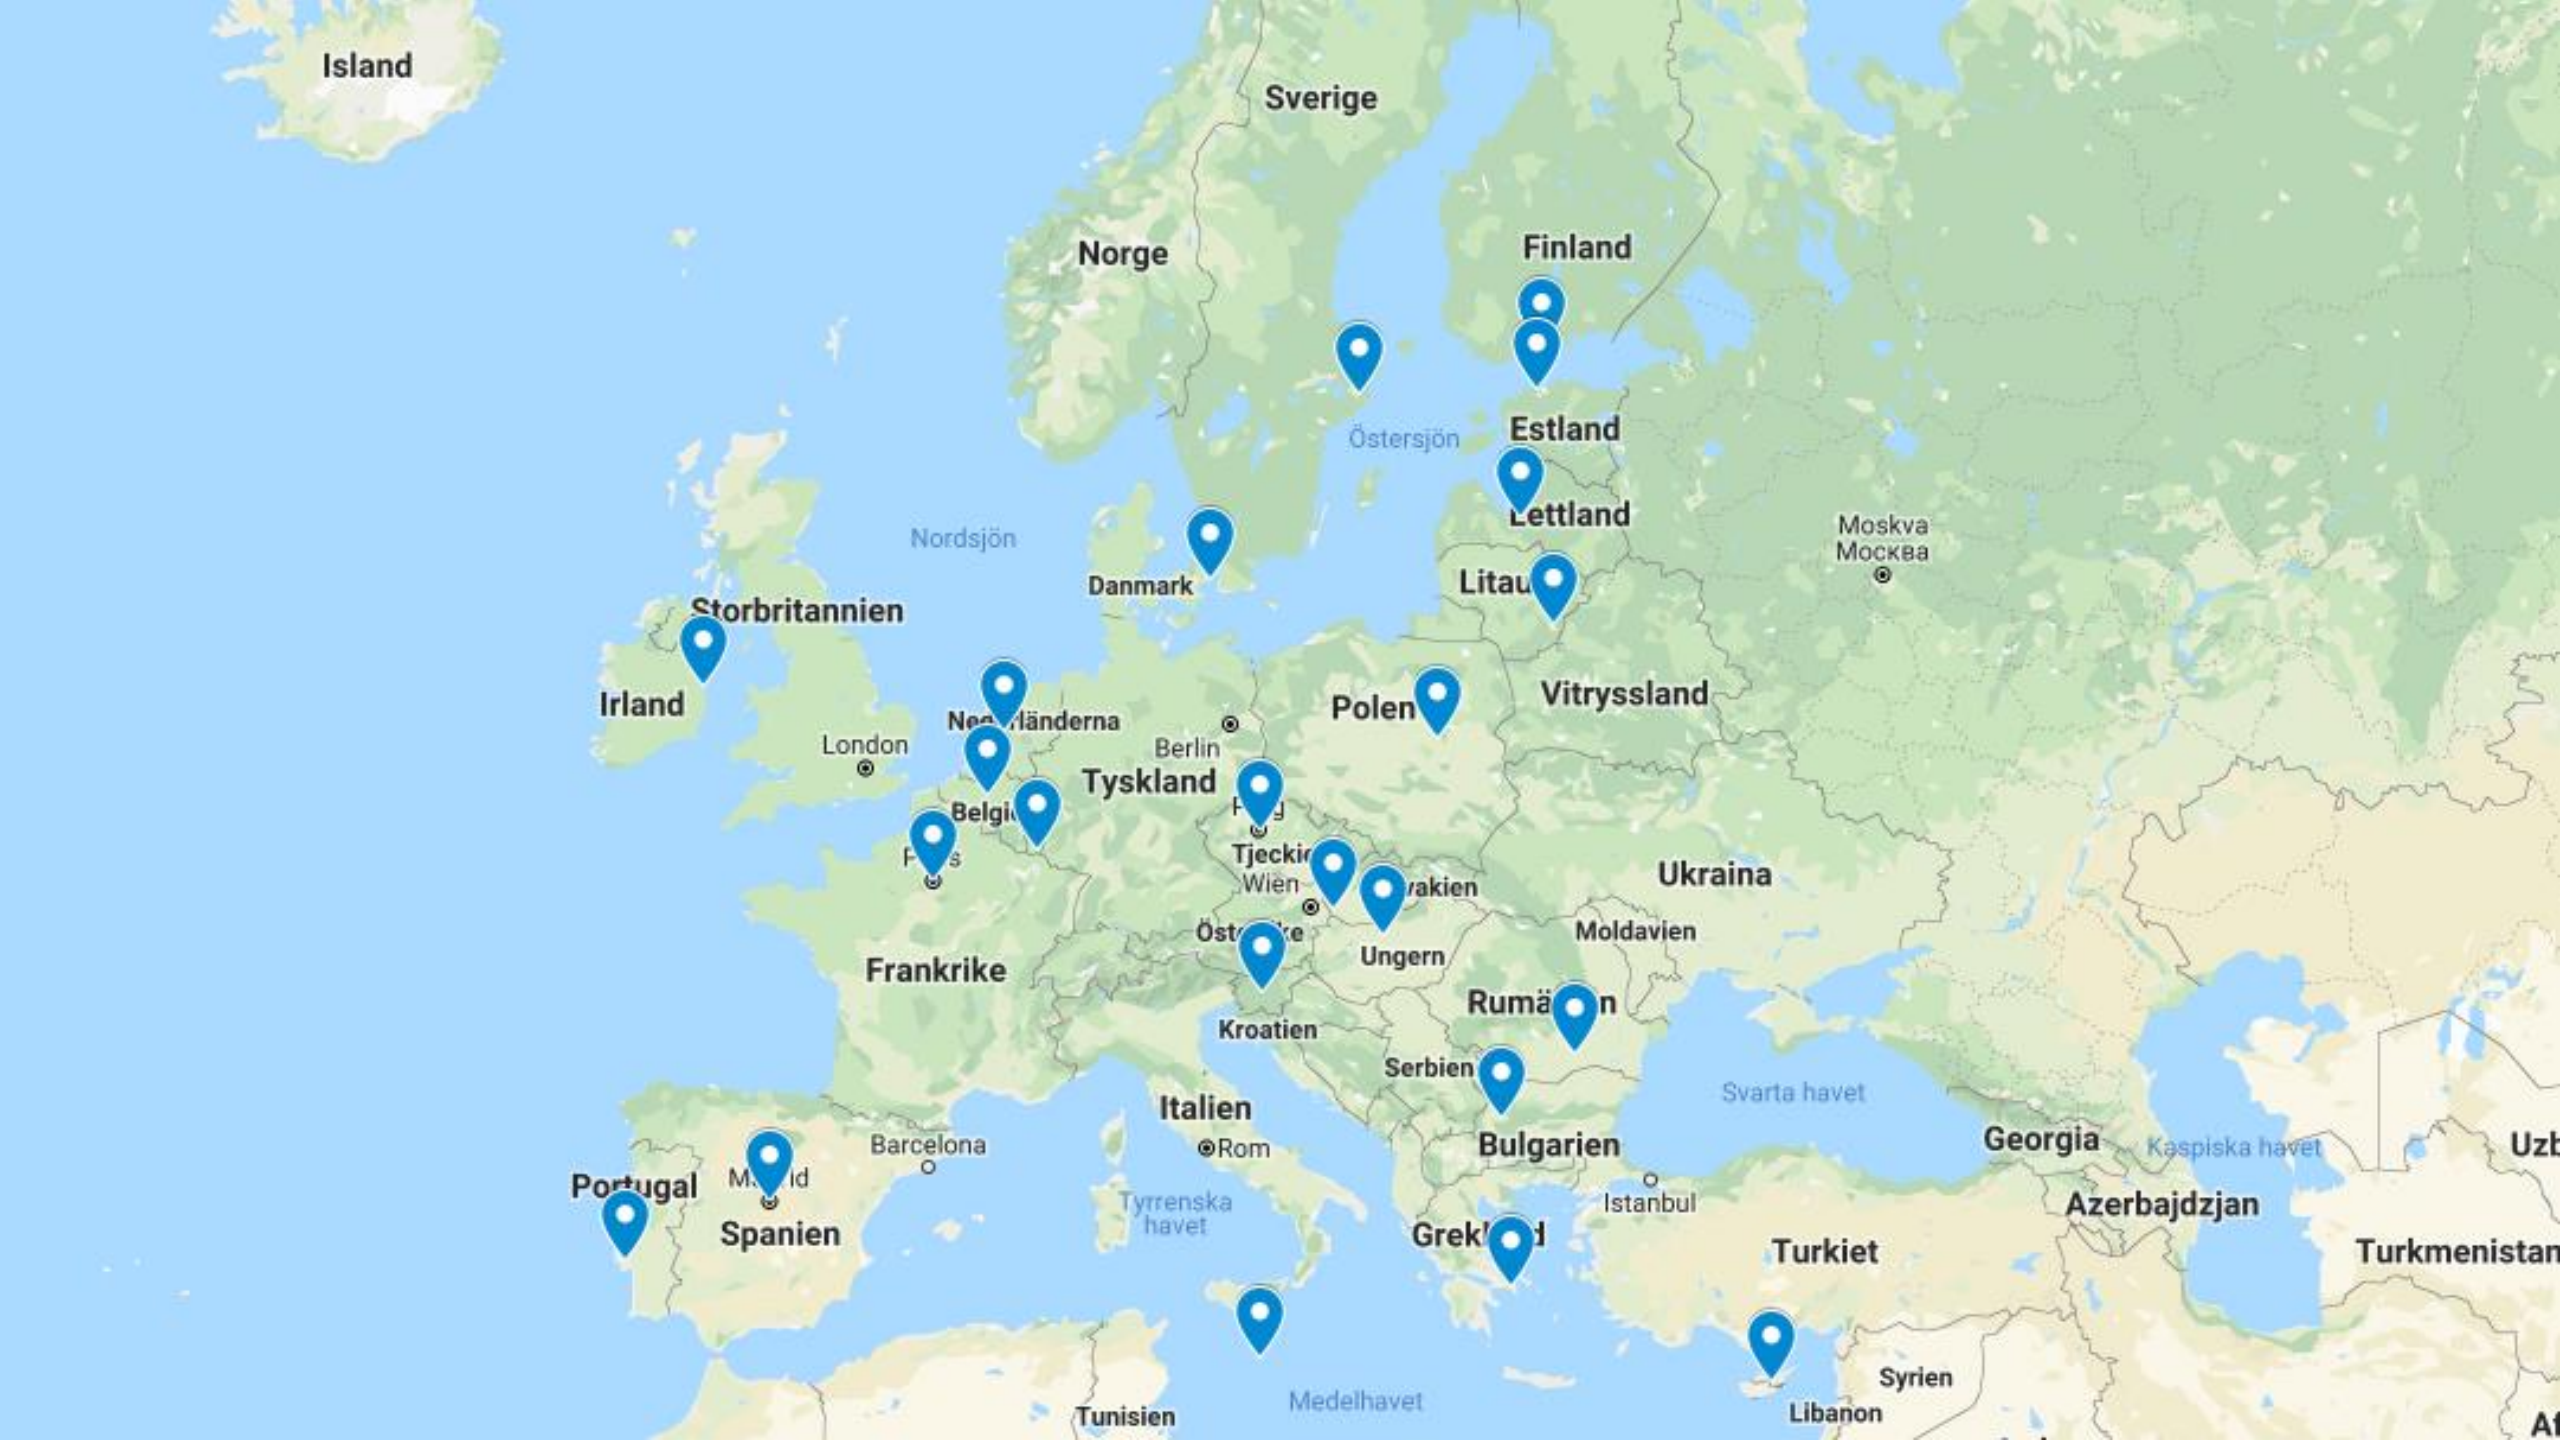 Island
Sverige
Finland
Norge
Estland
Östersjön
Lettland
Moskva
Москва
Nordsjön
Danmark
Storbritannien
Irland
Vitryssland
Polen
London
Berlin
Tyskland
Tjeckie
Wien
Ukraina
Moldavien
Ungern
Frankrike
Kroatien
Serbien
Svarta havet
Italien
Rom
Barcelona
Bulgarien
Georgia
Kaspiska havet
Portugal
Spanien
Tyrrenska
havet
Istanbul
Azerbajdzjan
Turkiet
Turkmenistan
Syrien
Medelhavet
Libanon
Tunisien